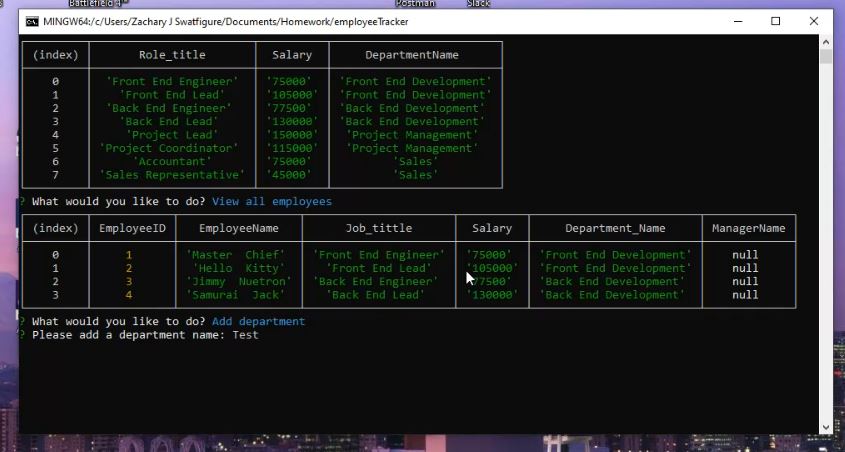 Battlefield 4™
Postman
Slack
MINGW64:/c/Users/Zachary J Swatfigure/Documents/Homework/employeeTracker
(index) Role_title Salary DepartmentName
0 'Front End Engineer' '75000' 'Front End Development'
1 'Front End Lead' '105000' 'Front End Development'
2 'Back End Engineer' '77500' 'Back End Development'
3 'Back End Lead' '130000' 'Back End Development'
4 'Project Lead' '150000' 'Project Management'
5 'Project Coordinator' '115000' 'Project Management'
6 'Accountant' '75000' 'Sales'
7 'Sales Representative' '45000' 'Sales'
? What would you like to do? View all employees
(index) EmployeeID EmployeeName Job_tittle Salary Department_Name ManagerName
0 1 'Master Chief' 'Front End Engineer' '75000' 'Front End Development' null
1 2 'Hello Kitty' 'Front End Lead' '105000' 'Front End Development' null
2 3 'Jimmy Nuetron' 'Back End Engineer' '77500' 'Back End Development' null
3 4 'Samurai Jack' 'Back End Lead' '130000' 'Back End Development' null
? What would you like to do? Add department
? Please add a department name: Test